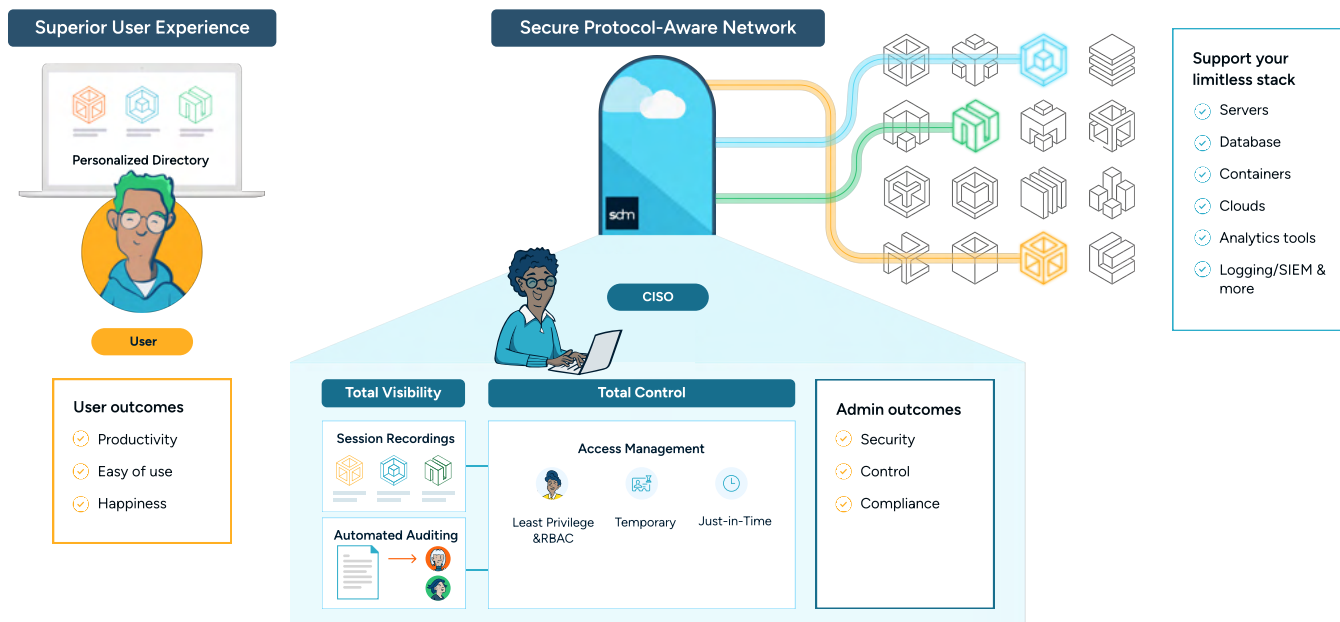 Superior User Experience
Personalized Directory
User
User outcomes
Productivity
Easy of use
Happiness
Secure Protocol-Aware Network
sdm
CISO
Total Visibility
Session Recordings
Automated Auditing
Total Control
Access Management
Least Privilege
&RBAC
Temporary
Just-in-Time
Admin outcomes
Security
Control
Compliance
Support your
limitless stack
Servers
Database
Containers
Clouds
Analytics tools
Logging/SIEM &
more